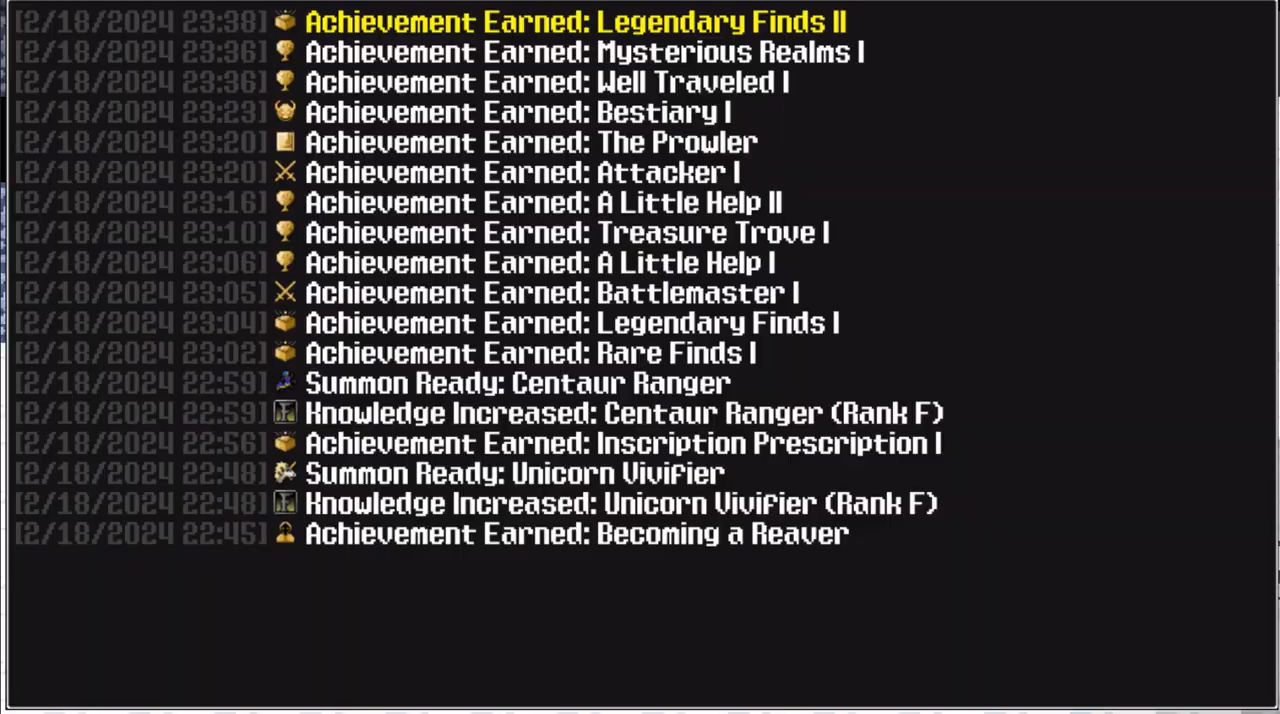 [2/18/2024 23:38] Achievement Earned: Legendary Finds II
[2/18/2024 23:36] Achievement Earned: Mysterious Realms I
[2/18/2024 23:36] Achievement Earned: Well Traveled I
[2/18/2024 23:23] Achievement Earned: Bestiary I
[2/18/2024 23:20] Achievement Earned: The Prowler
[2/18/2024 23:20] Achievement Earned: Attacker I
[2/18/2024 23:16] Achievement Earned: A Little Help II
[2/18/2024 23:10] Achievement Earned: Treasure Trove I
[2/18/2024 23:06] Achievement Earned: A Little Help I
[2/18/2024 23:05] Achievement Earned: Battlemaster I
[2/18/2024 23:04] Achievement Earned: Legendary Finds I
[2/18/2024 23:02] Achievement Earned: Rare Finds I
[2/18/2024 22:59] Summon Ready: Centaur Ranger
[2/18/2024 22:59] Knowledge Increased: Centaur Ranger (Rank F)
[2/18/2024 22:56] Achievement Earned: Inscription Prescription I
[2/18/2024 22:48] Summon Ready: Unicorn Vivifier
[2/18/2024 22:48] Knowledge Increased: Unicorn Vivifier (Rank F)
[2/18/2024 22:45] Achievement Earned: Becoming a Reaver